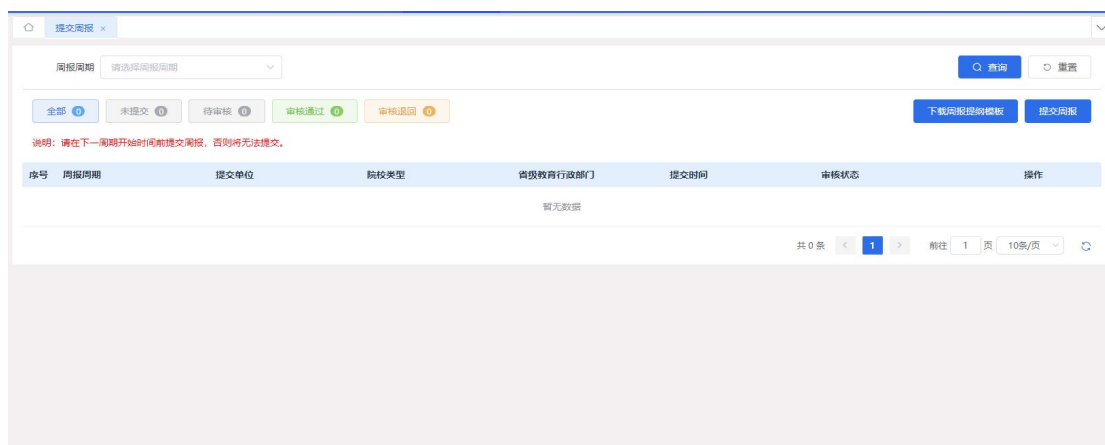 提交周报 ×
周报周期 请选择周报周期 查询 重置
全部 0 未提交 0 待审核 0 审核通过 0 审核退回 0 下载周报提纲模板 提交周报
说明：请在下一周期开始时间前提交周报，否则将无法提交。
序号 周报周期 提交单位 院校类型 省级教育行政部门 提交时间 审核状态 操作
暂无数据
共 0 条 < 1 > 前往 1 页 10条/页